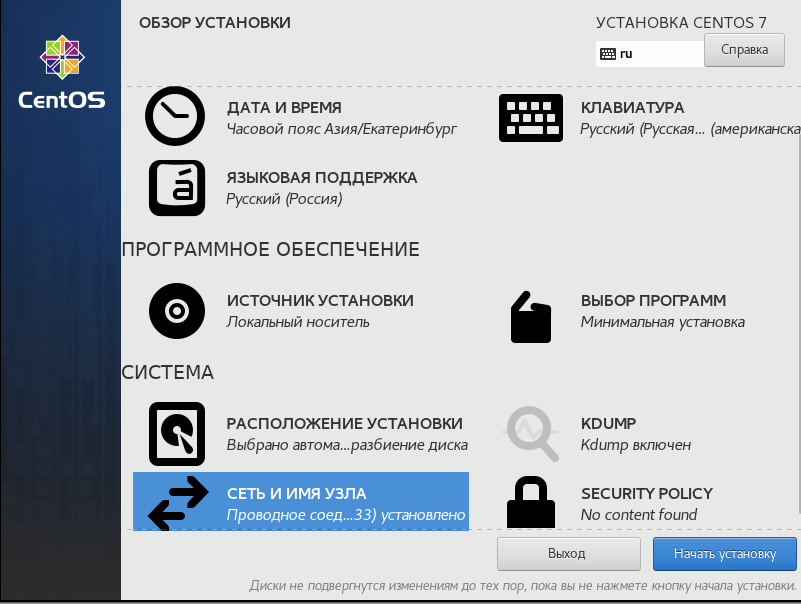 CentOS
ОБЗОР УСТАНОВКИ
УСТАНОВКА CENTOS 7
ru
Справка
ДАТА И ВРЕМЯ
Часовой пояс Азия/Екатеринбург
КЛАВИАТУРА
Русский (Русская… (американска
ЯЗЫКОВАЯ ПОДДЕРЖКА
Русский (Россия)
ПРОГРАММНОЕ ОБЕСПЕЧЕНИЕ
ИСТОЧНИК УСТАНОВКИ
Локальный носитель
ВЫБОР ПРОГРАММ
Минимальная установка
СИСТЕМА
РАСПОЛОЖЕНИЕ УСТАНОВКИ
Выбрано автома…разбиение диска
KDUMP
Kdump включен
СЕТЬ И ИМЯ УЗЛА
Проводное соед…33) установлено
SECURITY POLICY
No content found
Выход
Начать установку
Диски не подвергнутся изменениям до тех пор, пока вы не нажмете кнопку начала установки.